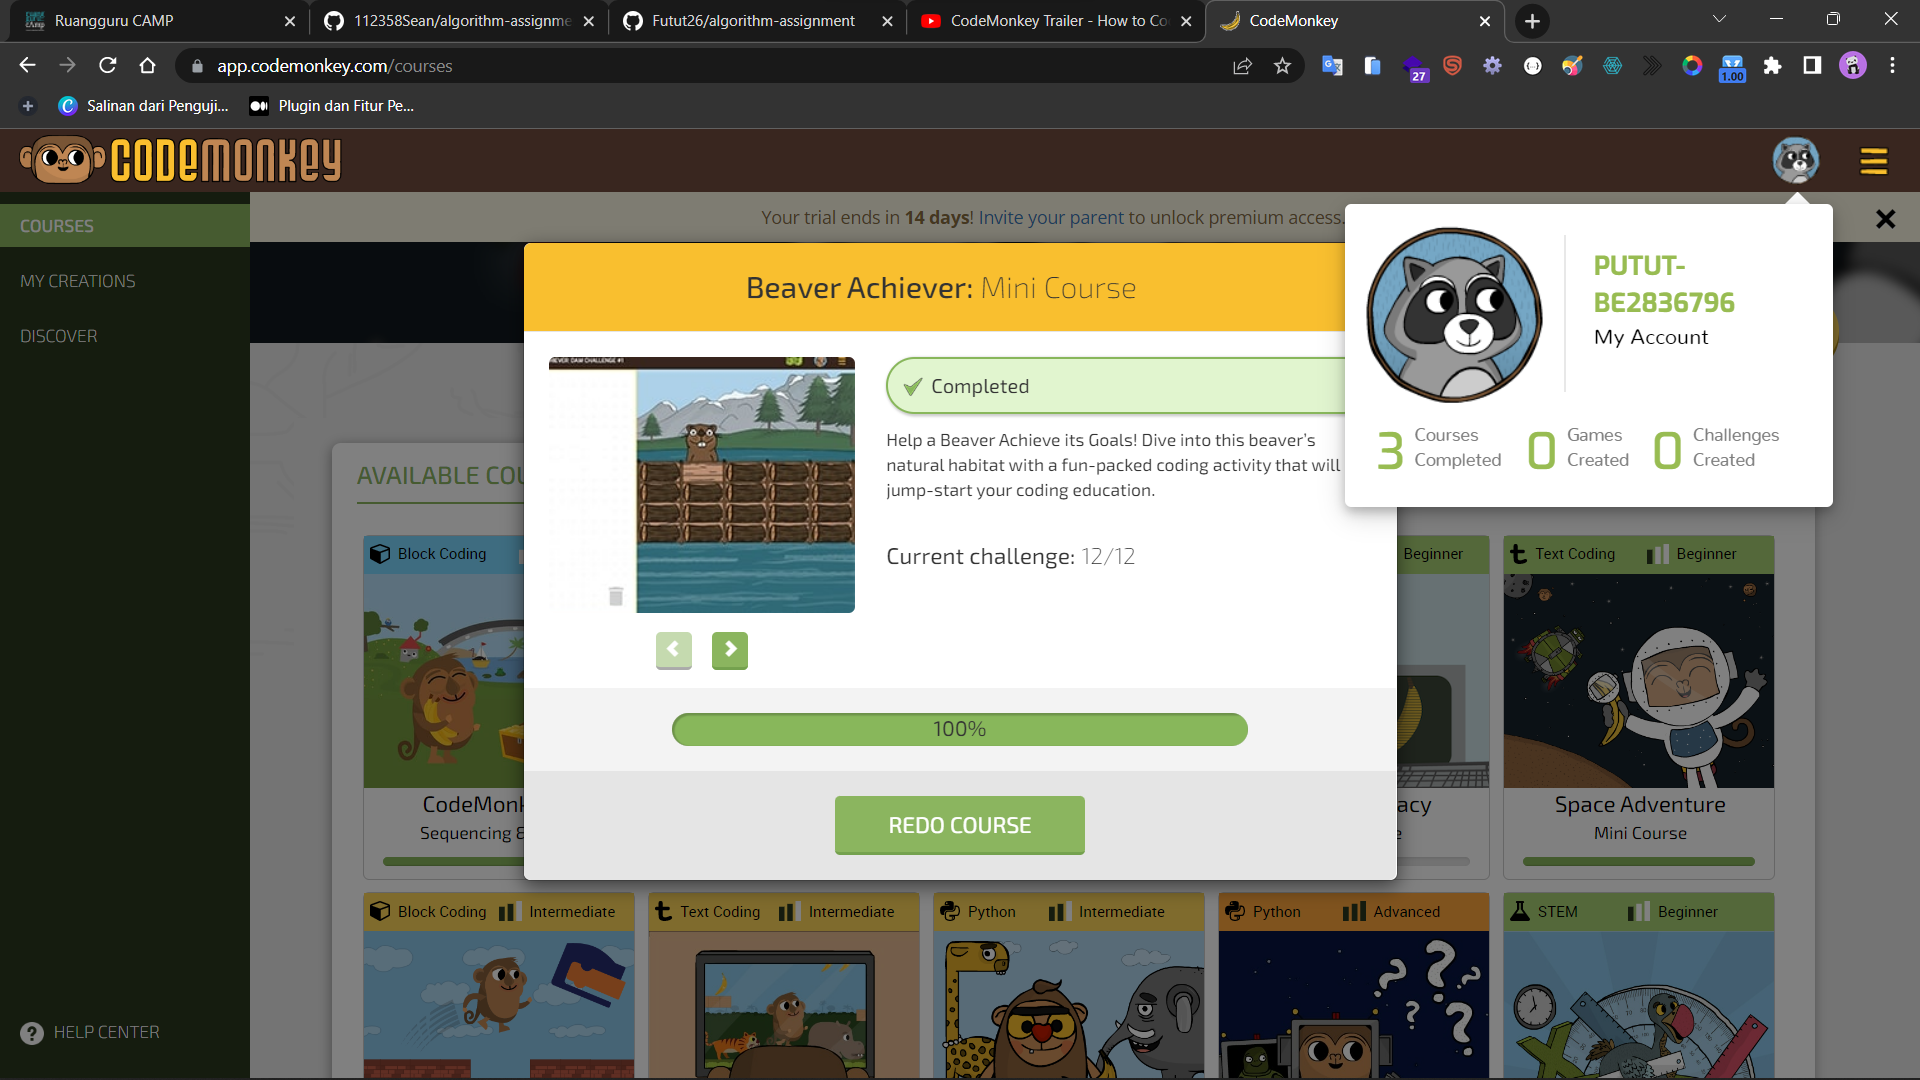 Ruangguru CAMP
112358Sean/algorithm-assignme
Futut26/algorithm-assignment
CodeMonkey Trailer - How to Co
CodeMonkey
app.codemonkey.com/courses
27
1.00
Salinan dari Penguji...
Plugin dan Fitur Pe...
CODEMONKEY
COURSES
MY CREATIONS
DISCOVER
HELP CENTER
Your trial ends in 14 days! Invite your parent to unlock premium access.
PUTUT-
BE2836796
My Account
3 Courses Completed
0 Games Created
0 Challenges Created
Beaver Achiever: Mini Course
Completed
Help a Beaver Achieve its Goals! Dive into this beaver's
natural habitat with a fun-packed coding activity that will
jump-start your coding education.
Current challenge: 12/12
100%
REDO COURSE
AVAILABLE COU
Block Coding
Beginner
Text Coding Beginner
CodeMonk
Sequencing &
acy
Space Adventure
Mini Course
Block Coding Intermediate
Text Coding Intermediate
Python Intermediate
Python Advanced
STEM Beginner